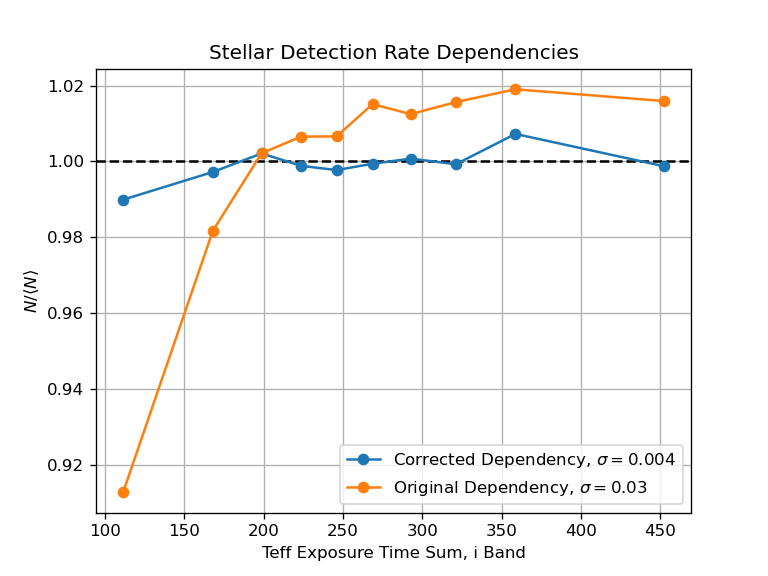 Stellar Detection Rate Dependencies
1.02
1.00
0.98
0.96
0.94
0.92
N/⟨N⟩
Corrected Dependency, σ = 0.004
Original Dependency, σ = 0.03
100 150 200 250 300 350 400 450
Teff Exposure Time Sum, i Band